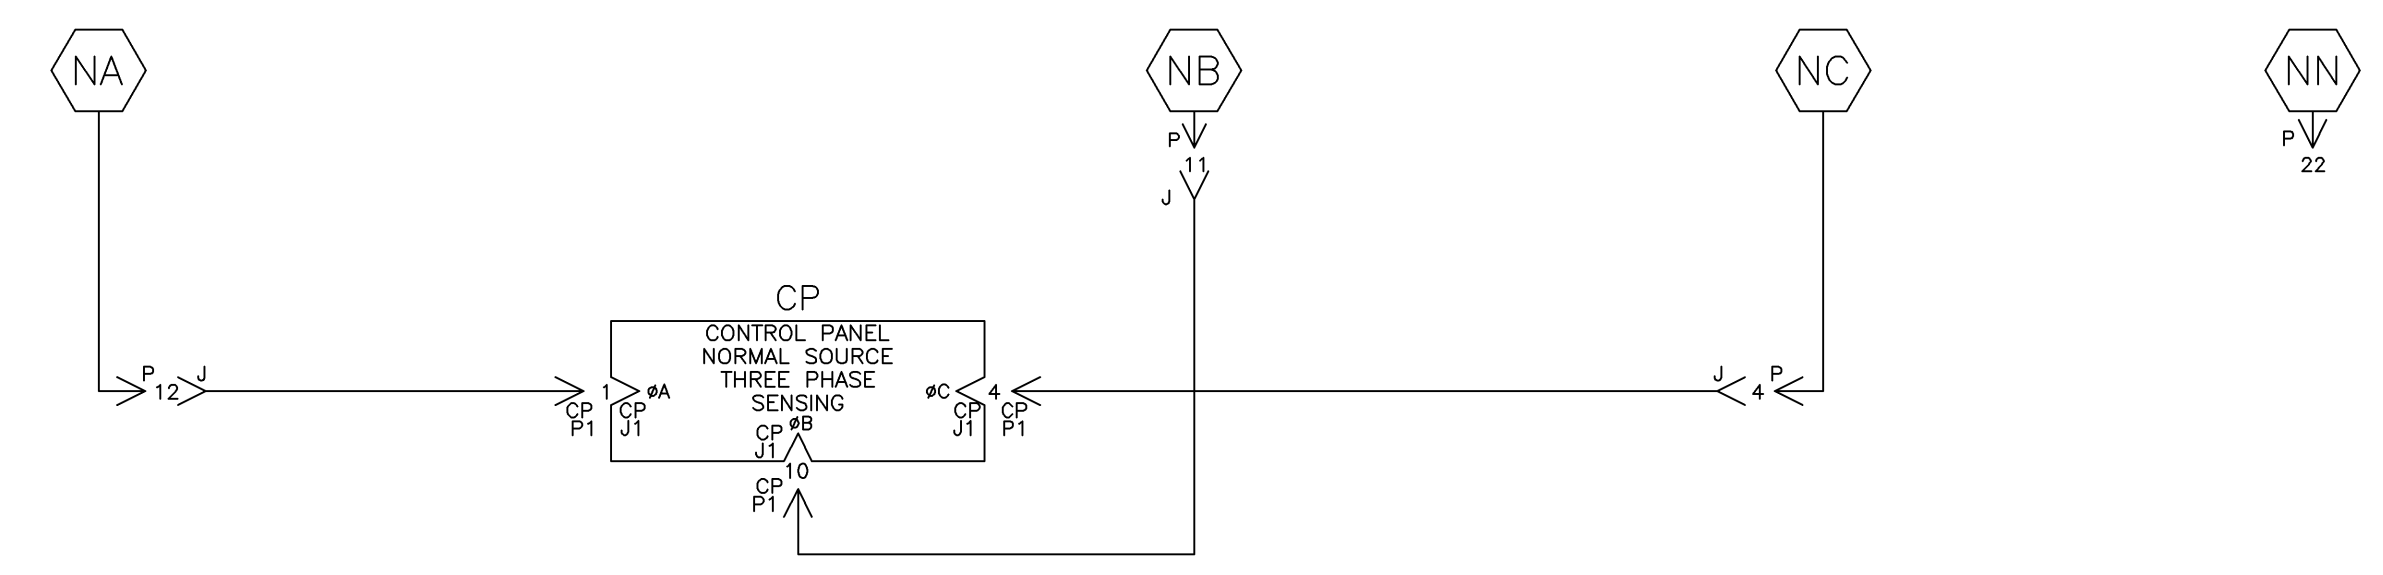 NA
NB
NC
NN
P
11
J
P
22
CP
CONTROL PANEL
NORMAL SOURCE
THREE PHASE
SENSING
P
12
J
1
CP
P1
CP
J1
øA
øB
CP
J1
10
CP
P1
øC
CP
J1
4
CP
P1
J
4
P